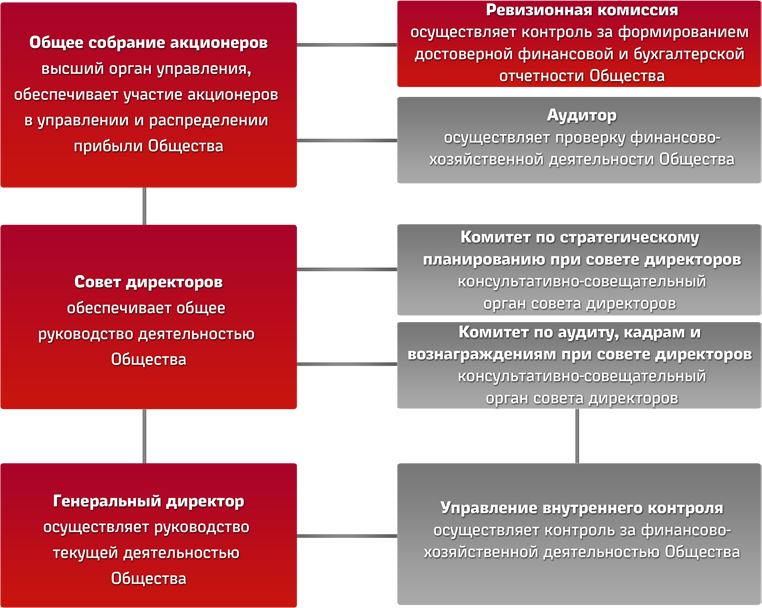 Общее собрание акционеров
высший орган управления,
обеспечивает участие акционеров
в управлении и распределении
прибыли Общества
Ревизионная комиссия
осуществляет контроль за формированием
достоверной финансовой и бухгалтерской
отчетности Общества
Аудитор
осуществляет проверку финансово-
хозяйственной деятельности Общества
Совет директоров
обеспечивает общее
руководство деятельностью
Общества
Комитет по стратегическому
планированию при совете директоров
консультативно-совещательный
орган совета директоров
Комитет по аудиту, кадрам и
вознаграждениям при совете директоров
консультативно-совещательный
орган совета директоров
Генеральный директор
осуществляет руководство
текущей деятельностью
Общества
Управление внутреннего контроля
осуществляет контроль за финансово-
хозяйственной деятельностью Общества